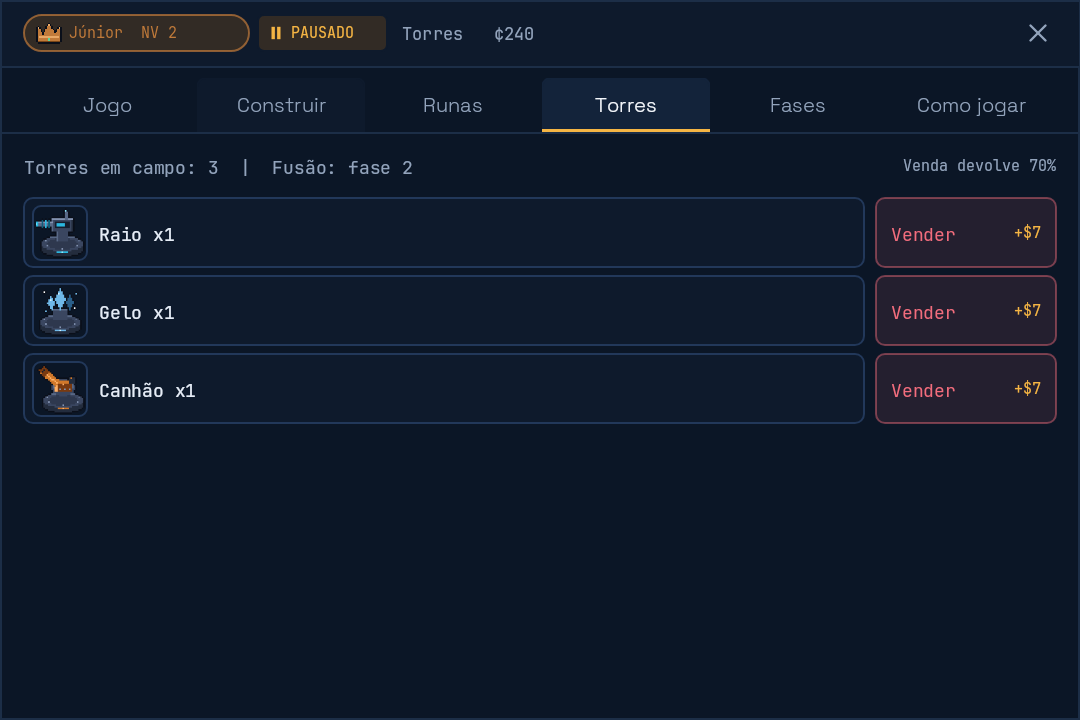 Júnior NV 2 PAUSADO Torres ₵240
Jogo Construir Runas Torres Fases Como jogar
Torres em campo: 3 | Fusão: fase 2 Venda devolve 70%
Raio x1 Vender +$7
Gelo x1 Vender +$7
Canhão x1 Vender +$7